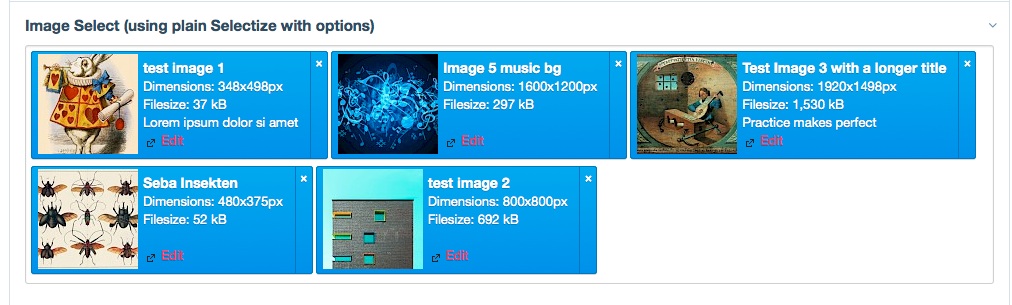 Image Select (using plain Selectize with options)
test image 1
Dimensions: 348x498px
Filesize: 37 kB
Lorem ipsum dolor si amet
Edit
×
Image 5 music bg
Dimensions: 1600x1200px
Filesize: 297 kB
Edit
×
Test Image 3 with a longer title
Dimensions: 1920x1498px
Filesize: 1,530 kB
Practice makes perfect
Edit
×
Seba Insekten
Dimensions: 480x375px
Filesize: 52 kB
Edit
×
test image 2
Dimensions: 800x800px
Filesize: 692 kB
Edit
×